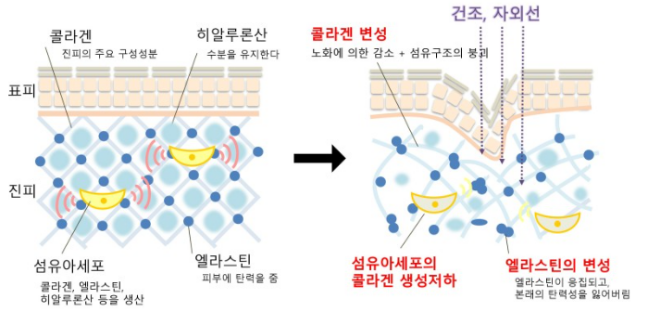 콜라겐
진피의 주요 구성성분
히알루론산
수분을 유지한다
표피
진피
섬유아세포
콜라겐, 엘라스틴,
히알루론산 등을 생산
엘라스틴
피부에 탄력을 줌
건조, 자외선
콜라겐 변성
노화에 의한 감소 + 섬유구조의 붕괴
섬유아세포의
콜라겐 생성저하
엘라스틴의 변성
엘라스틴이 응집되고,
본래의 탄력성을 잃어버림